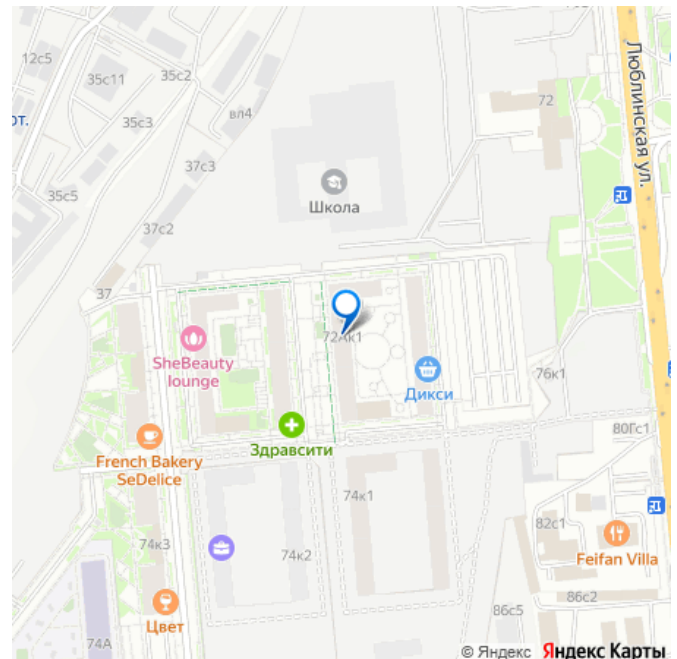 12с5
35с11
35с2
вл4
от.
35с3
72
Люблинская ул.
37с3
35с5
Школа
37с2
37
72Ак1
SheBeauty
lounge
76к1
Дикси
80Гс1
Здравсити
French Bakery
SeDelice
74к1
82с1
74к3
74к2
Feifan Villa
86с2
86с5
Цвет
74А
© Яндекс Яндекс Карты